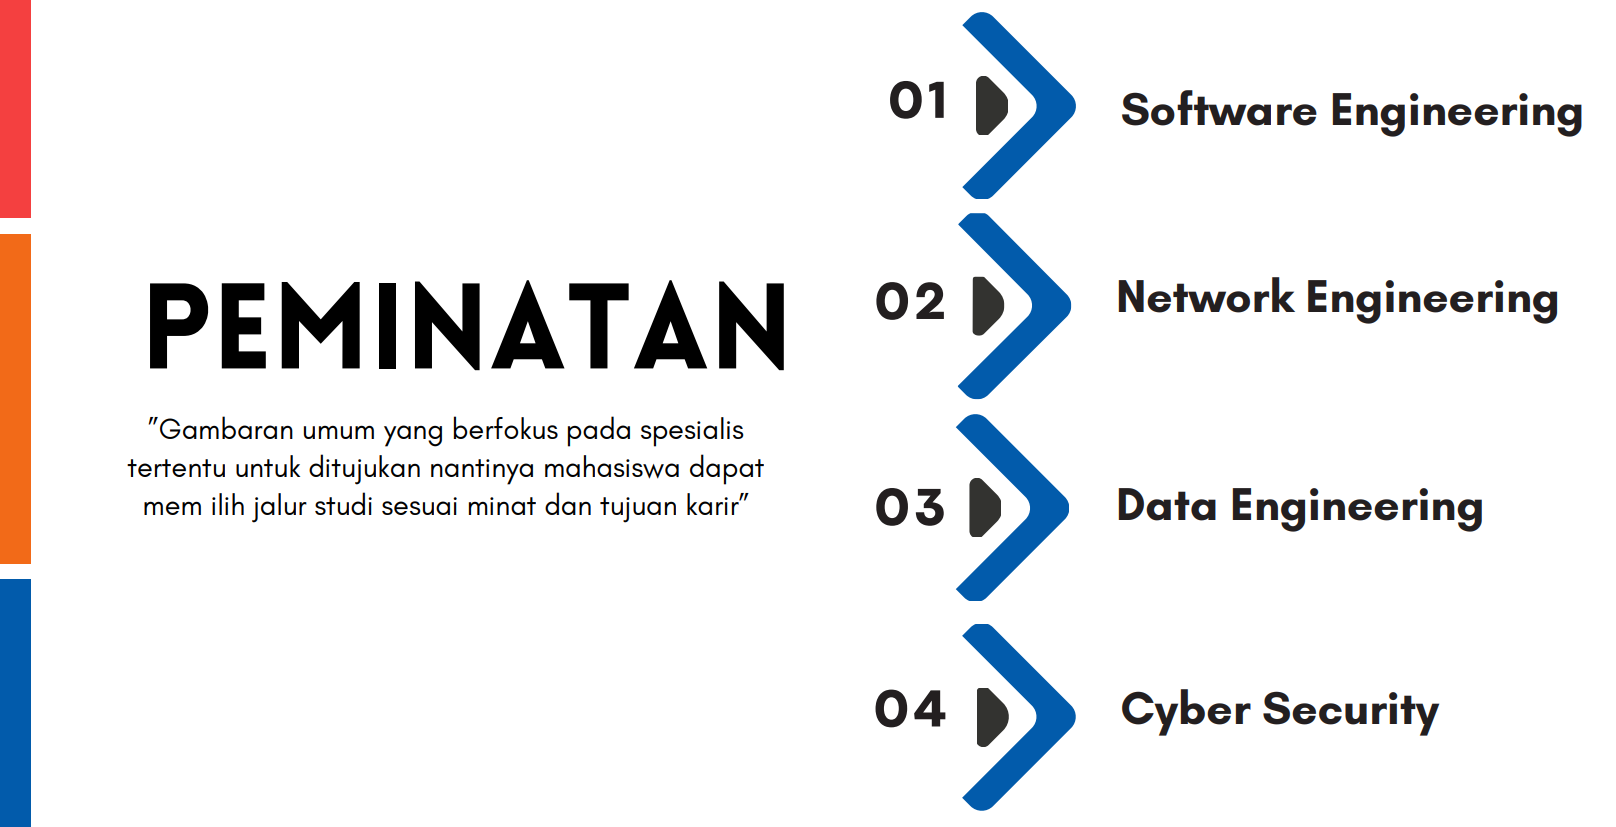 PEMINATAN
"Gambaran umum yang berfokus pada spesialis
tertentu untuk ditujukan nantinya mahasiswa dapat
mem ilih jalur studi sesuai minat dan tujuan karir"
01 Software Engineering
02 Network Engineering
03 Data Engineering
04 Cyber Security